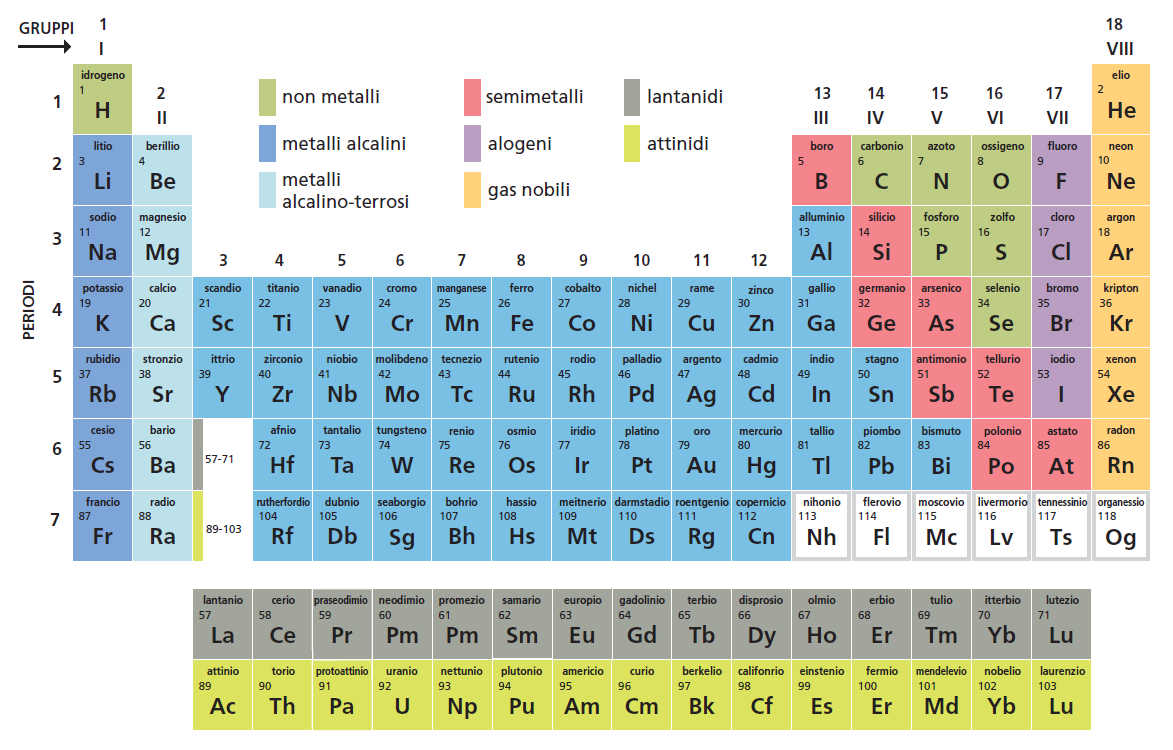 GRUPPI 1 18
I VIII
idrogeno elio
1 2
H He
1 2 13 14 15 16 17
II III IV V VI VII
non metalli semimetalli lantanidi
metalli alcalini alogeni attinidi
metalli alcalino-terrosi gas nobili
PERIODI
2 litio berillio boro carbonio azoto ossigeno fluoro neon
3 4 5 6 7 8 9 10
Li Be B C N O F Ne
3 sodio magnesio alluminio silicio fosforo zolfo cloro argon
11 12 13 14 15 16 17 18
Na Mg Al Si P S Cl Ar
3 4 5 6 7 8 9 10 11 12
4 potassio calcio scandio titanio vanadio cromo manganese ferro cobalto nichel rame zinco gallio germanio arsenico selenio bromo kripton
19 20 21 22 23 24 25 26 27 28 29 30 31 32 33 34 35 36
K Ca Sc Ti V Cr Mn Fe Co Ni Cu Zn Ga Ge As Se Br Kr
5 rubidio stronzio ittrio zirconio niobio molibdeno tecnezio rutenio rodio palladio argento cadmio indio stagno antimonio tellurio iodio xenon
37 38 39 40 41 42 43 44 45 46 47 48 49 50 51 52 53 54
Rb Sr Y Zr Nb Mo Tc Ru Rh Pd Ag Cd In Sn Sb Te I Xe
6 cesio bario afnio tantalio tungsteno renio osmio iridio platino oro mercurio tallio piombo bismuto polonio astato radon
55 56 57-71 72 73 74 75 76 77 78 79 80 81 82 83 84 85 86
Cs Ba Hf Ta W Re Os Ir Pt Au Hg Tl Pb Bi Po At Rn
7 francio radio rutherfordio dubnio seaborgio bohrio hassio meitnerio darmstadio roentgenio copernicio nihonio flerovio moscovio livermorio tennessinio organessio
87 88 89-103 104 105 106 107 108 109 110 111 112 113 114 115 116 117 118
Fr Ra Rf Db Sg Bh Hs Mt Ds Rg Cn Nh Fl Mc Lv Ts Og
lantanio cerio praseodimio neodimio promezio samario europio gadolinio terbio disprosio olmio erbio tulio itterbio lutezio
57 58 59 60 61 62 63 64 65 66 67 68 69 70 71
La Ce Pr Pm Pm Sm Eu Gd Tb Dy Ho Er Tm Yb Lu
attinio torio protoattinio uranio nettunio plutonio americio curio berkelio califonrio einstenio fermio mendelevio nobelio laurenzio
89 90 91 92 93 94 95 96 97 98 99 100 101 102 103
Ac Th Pa U Np Pu Am Cm Bk Cf Es Er Md Yb Lu